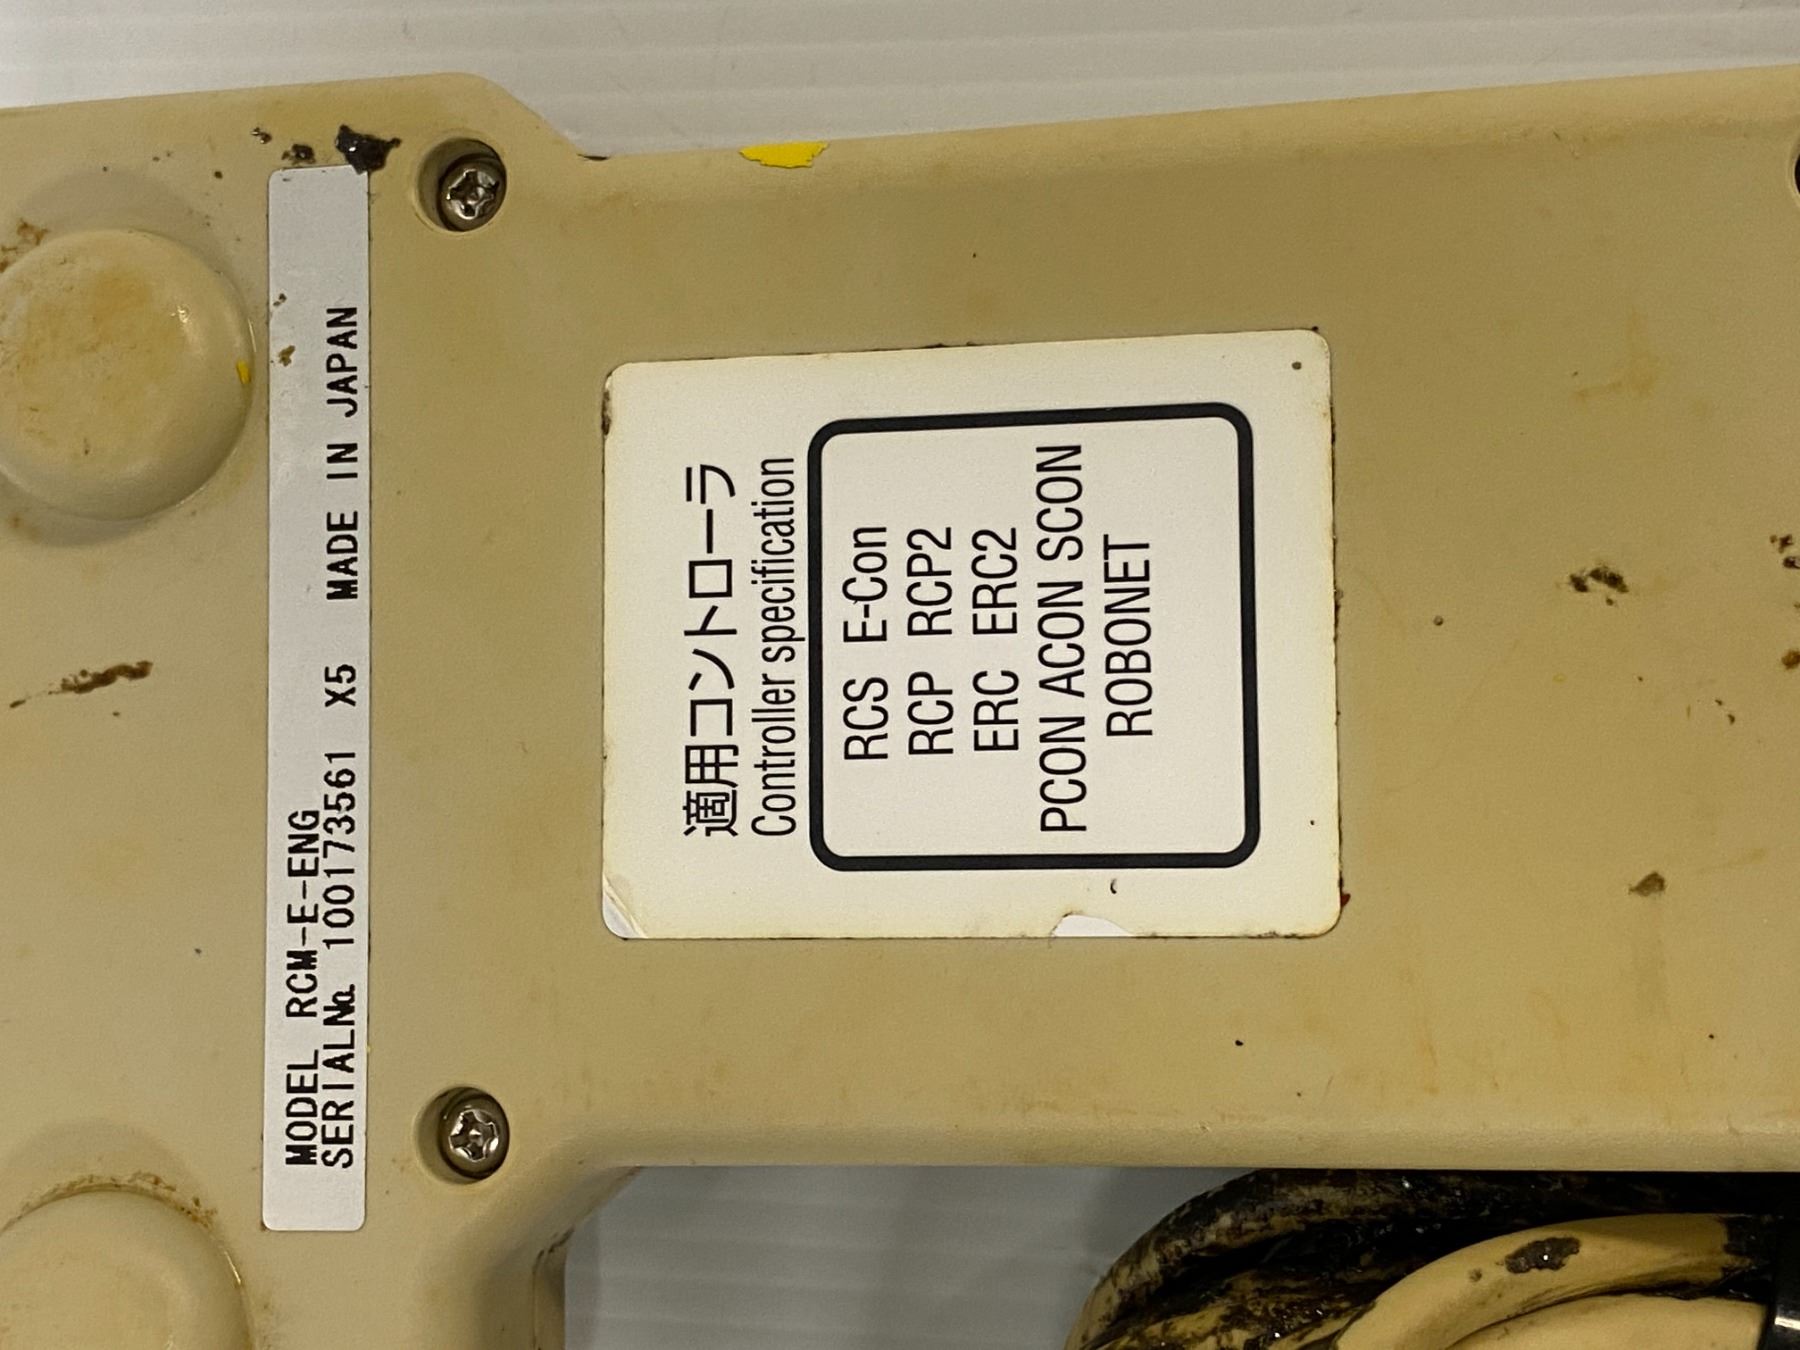 MODEL RCM-E-ENG
SERIAL№ 100173561 X5 MADE IN JAPAN
適用コントローラ
Controller specification
RCS E-Con
RCP RCP2
ERC ERC2
PCON ACON SCON
ROBONET